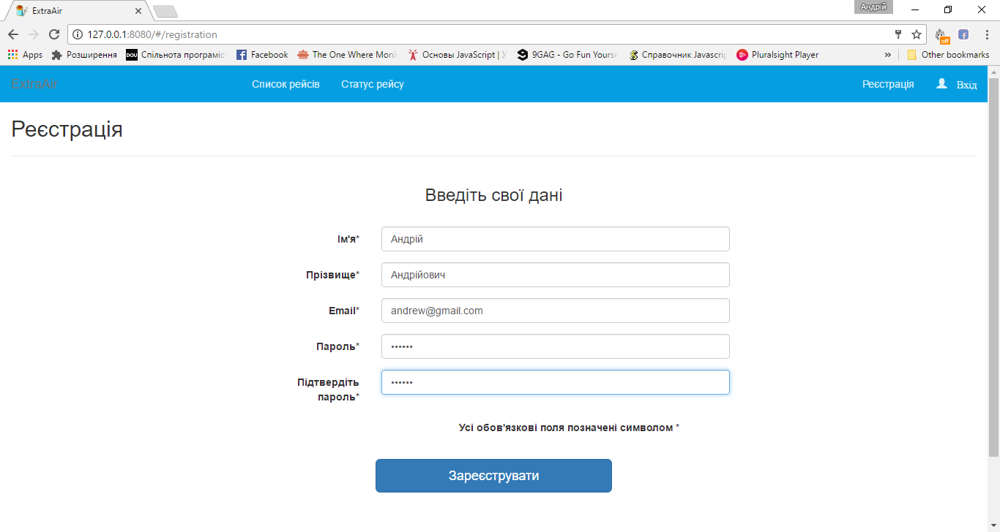 ExtraAir
Андрій
127.0.0.1:8080/#/registration
off
Apps Розширення DOU Спільнота програміс Facebook The One Where Moni Основы JavaScript | 9GAG - Go Fun Yourse Справочник Javascrip Pluralsight Player » Other bookmarks
ExtraAir Список рейсів Статус рейсу Реєстрація Вхід
Реєстрація
Введіть свої дані
Ім'я* Андрій
Прізвище* Андрійович
Email* andrew@gmail.com
Пароль* ••••••
Підтвердіть ••••••
пароль*
Усі обов'язкові поля позначені символом *
Зареєструвати